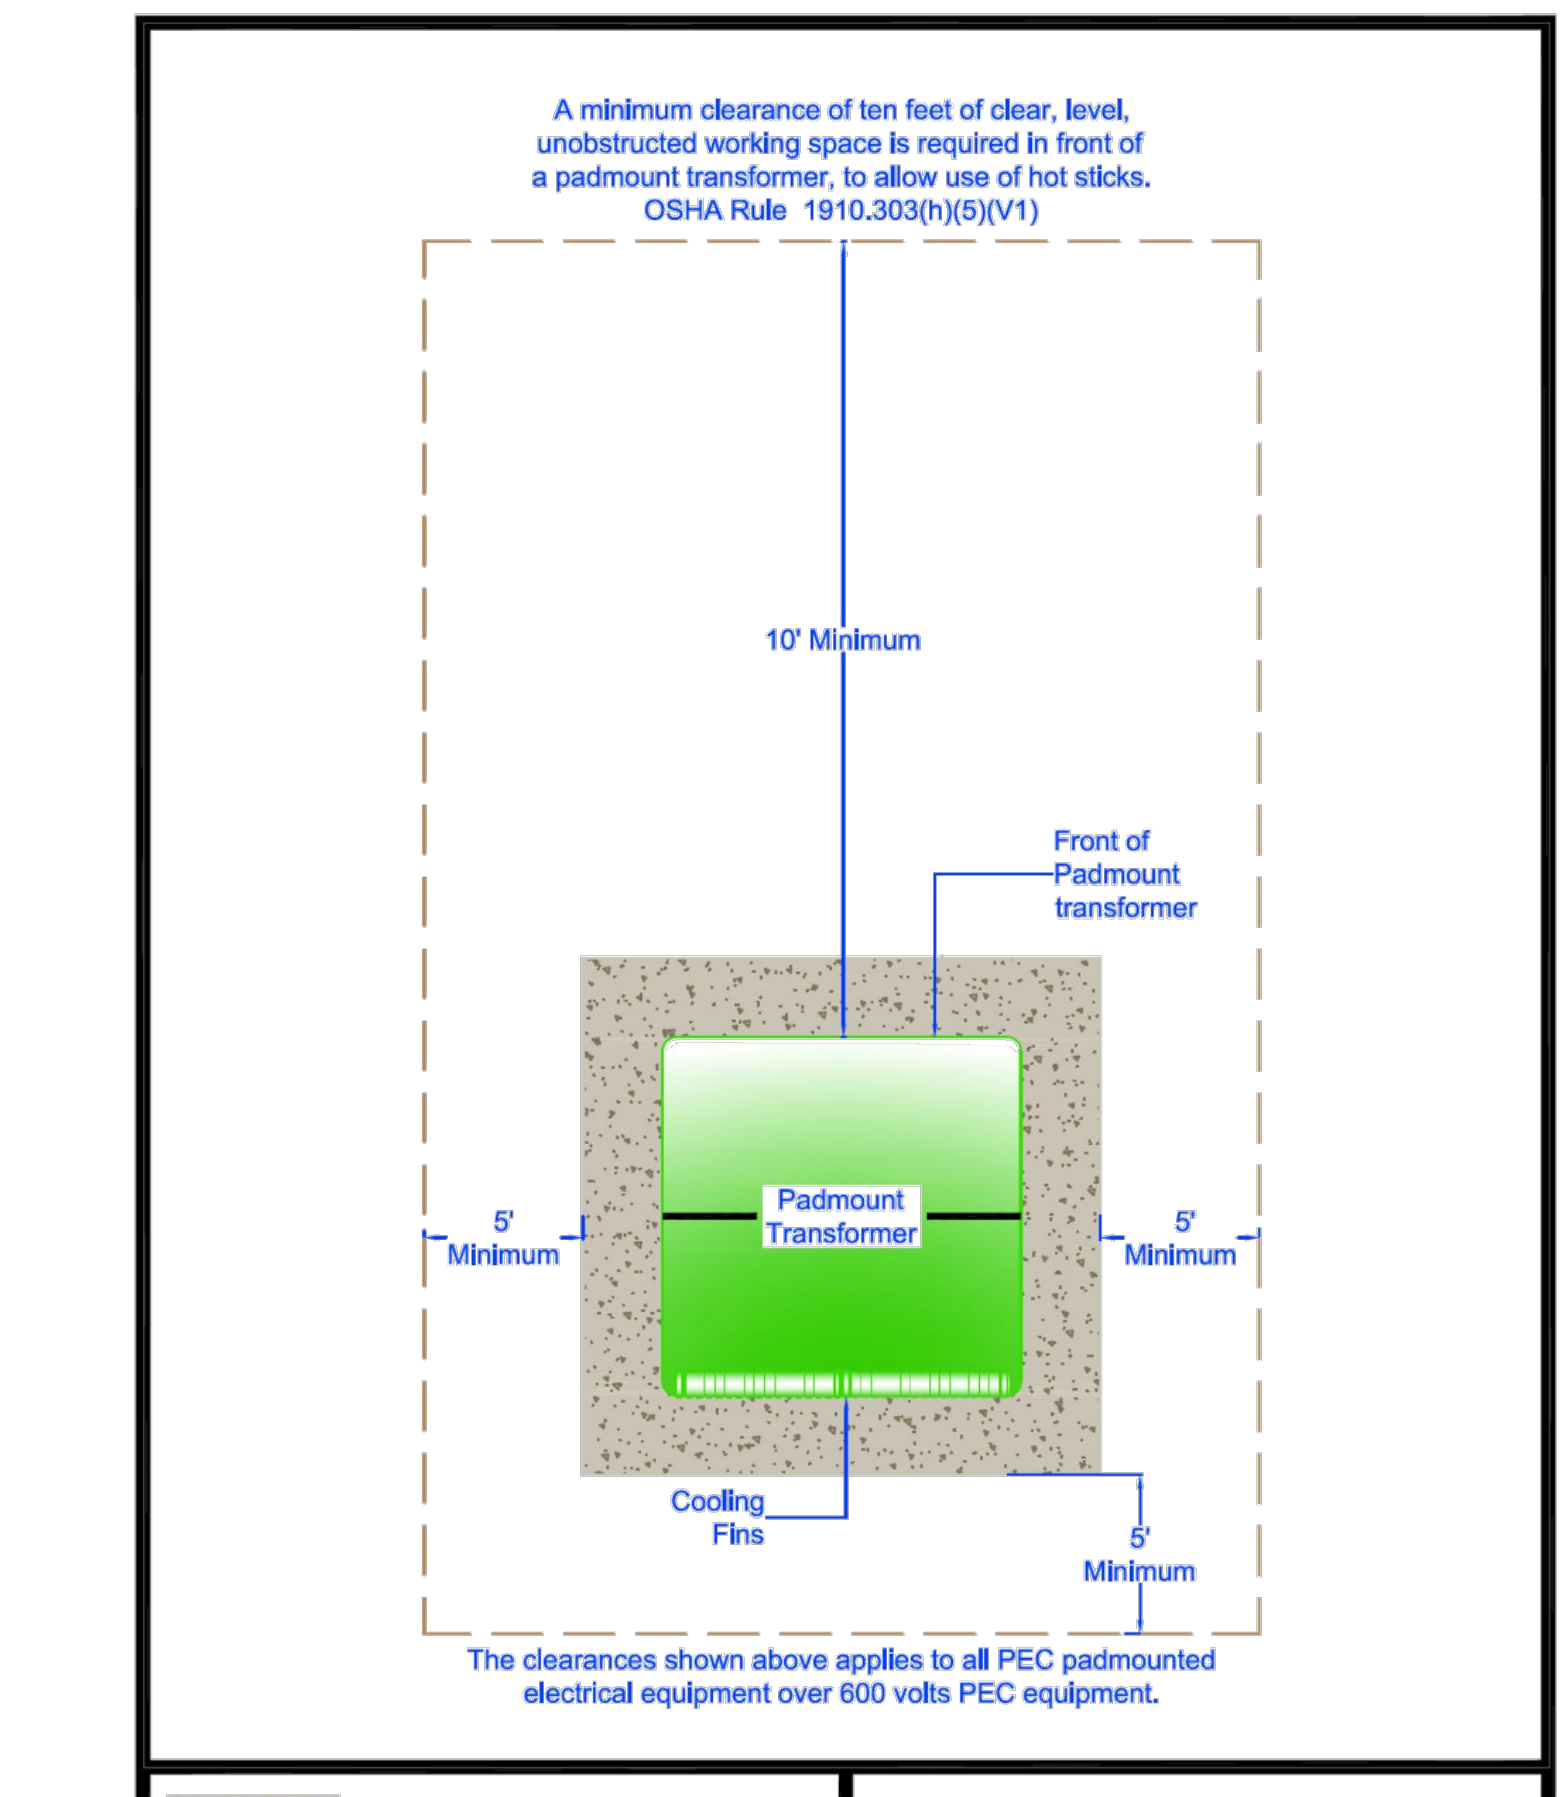 A minimum clearance of ten feet of clear, level,
unobstructed working space is required in front of
a padmount transformer, to allow use of hot sticks.
OSHA Rule  1910.303(h)(5)(V1)
10' Minimum
Front of
Padmount
transformer
Padmount
Transformer
5'
Minimum
5'
Minimum
Cooling
Fins
5'
Minimum
The clearances shown above applies to all PEC padmounted
electrical equipment over 600 volts PEC equipment.